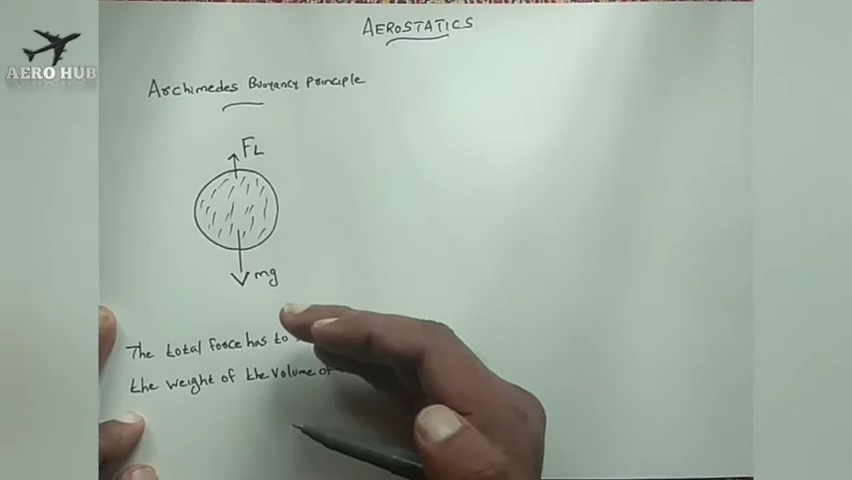 AEROSTATICS
AERO HUB
Archimedes Buoyancy principle
FL
mg
The total force has to
the weight of the volume of